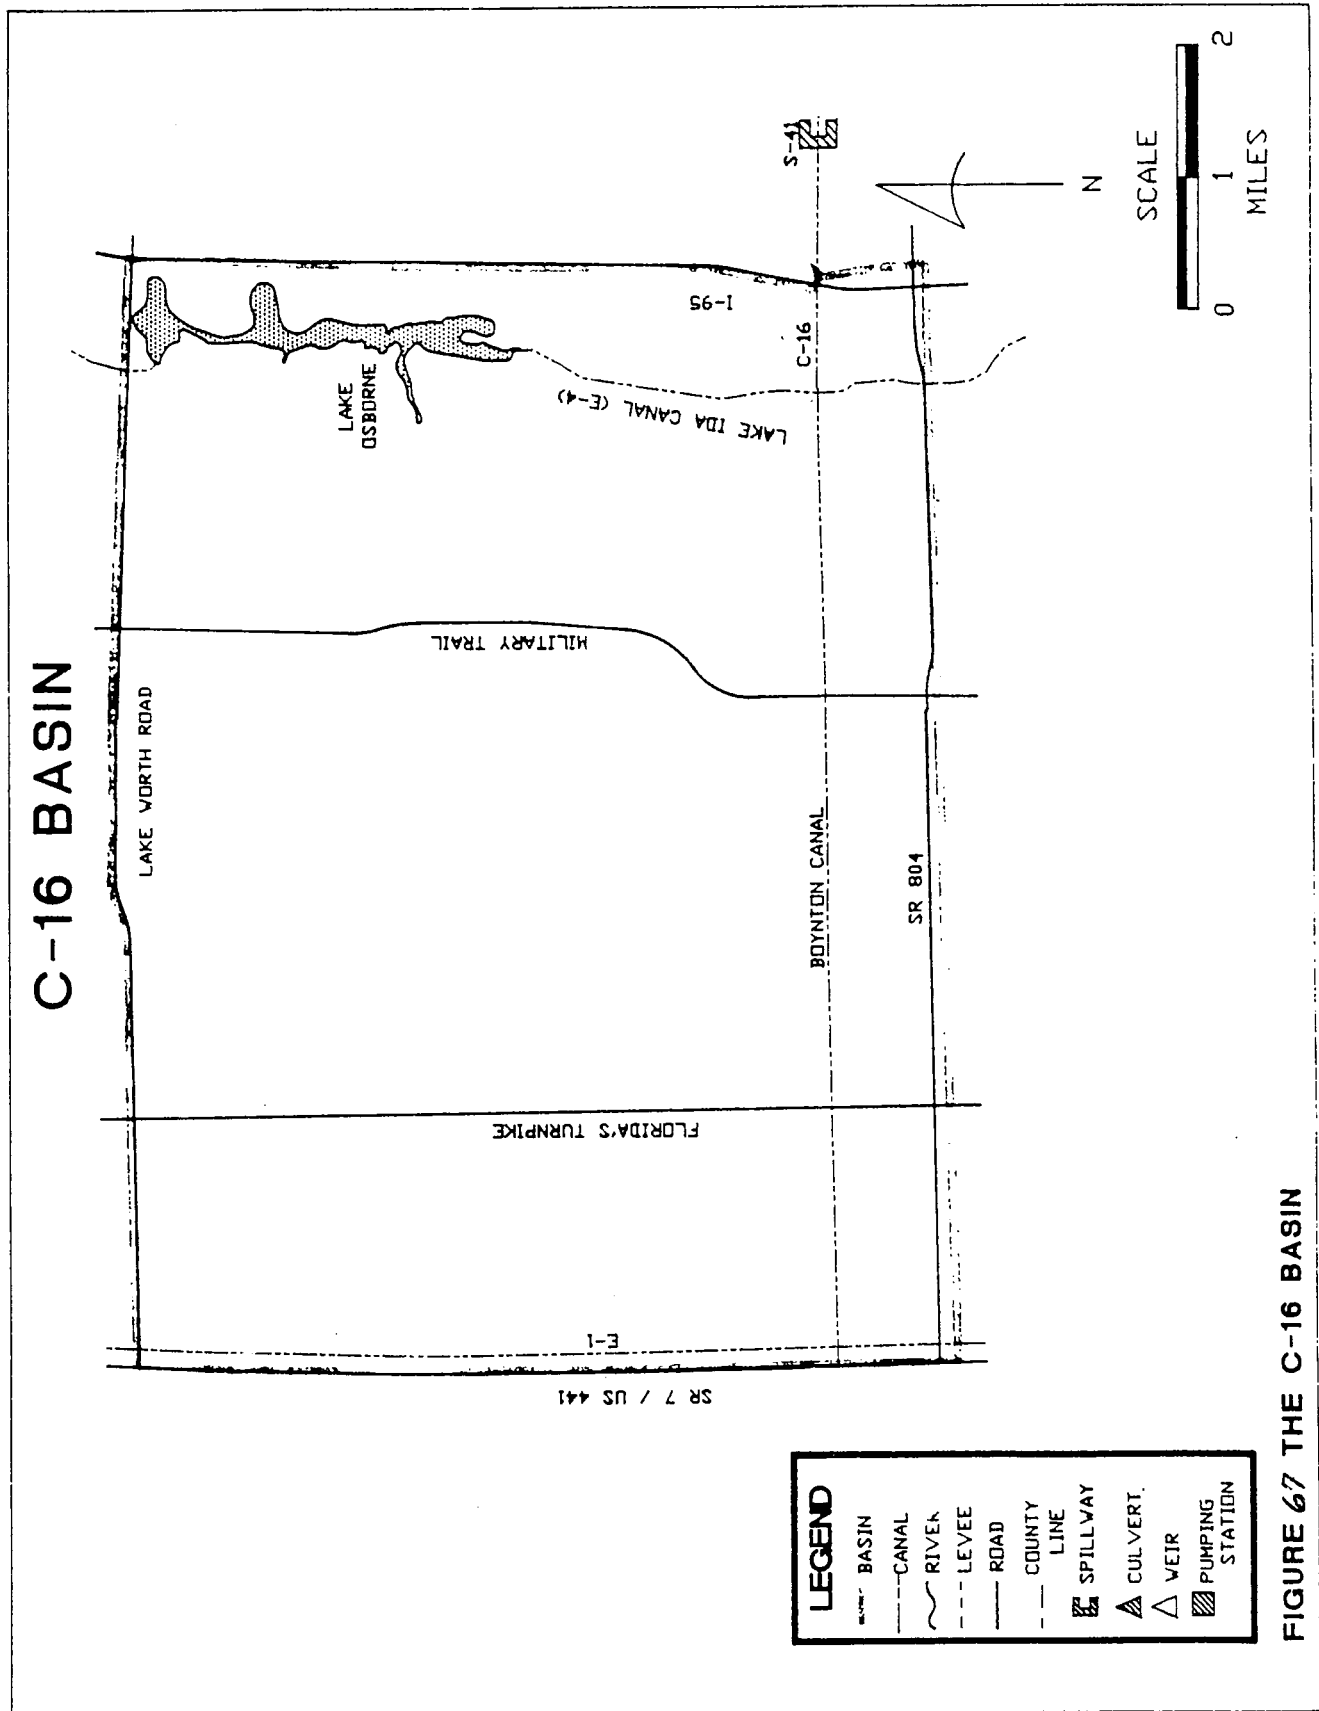 C-16 BASIN
LAKE WORTH ROAD
LAKE
OSBORNE
MILITARY TRAIL
I-95
LAKE IDA CANAL (E-4)
C-16
S-41
BOYNTON CANAL
SR 804
FLORIDA'S TURNPIKE
E-1
SR 7 / US 441
N
SCALE
0 1 2
MILES
LEGEND
BASIN
CANAL
RIVER
LEVEE
ROAD
COUNTY
LINE
SPILLWAY
CULVERT.
WEIR
PUMPING
STATION
FIGURE 67 THE C-16 BASIN